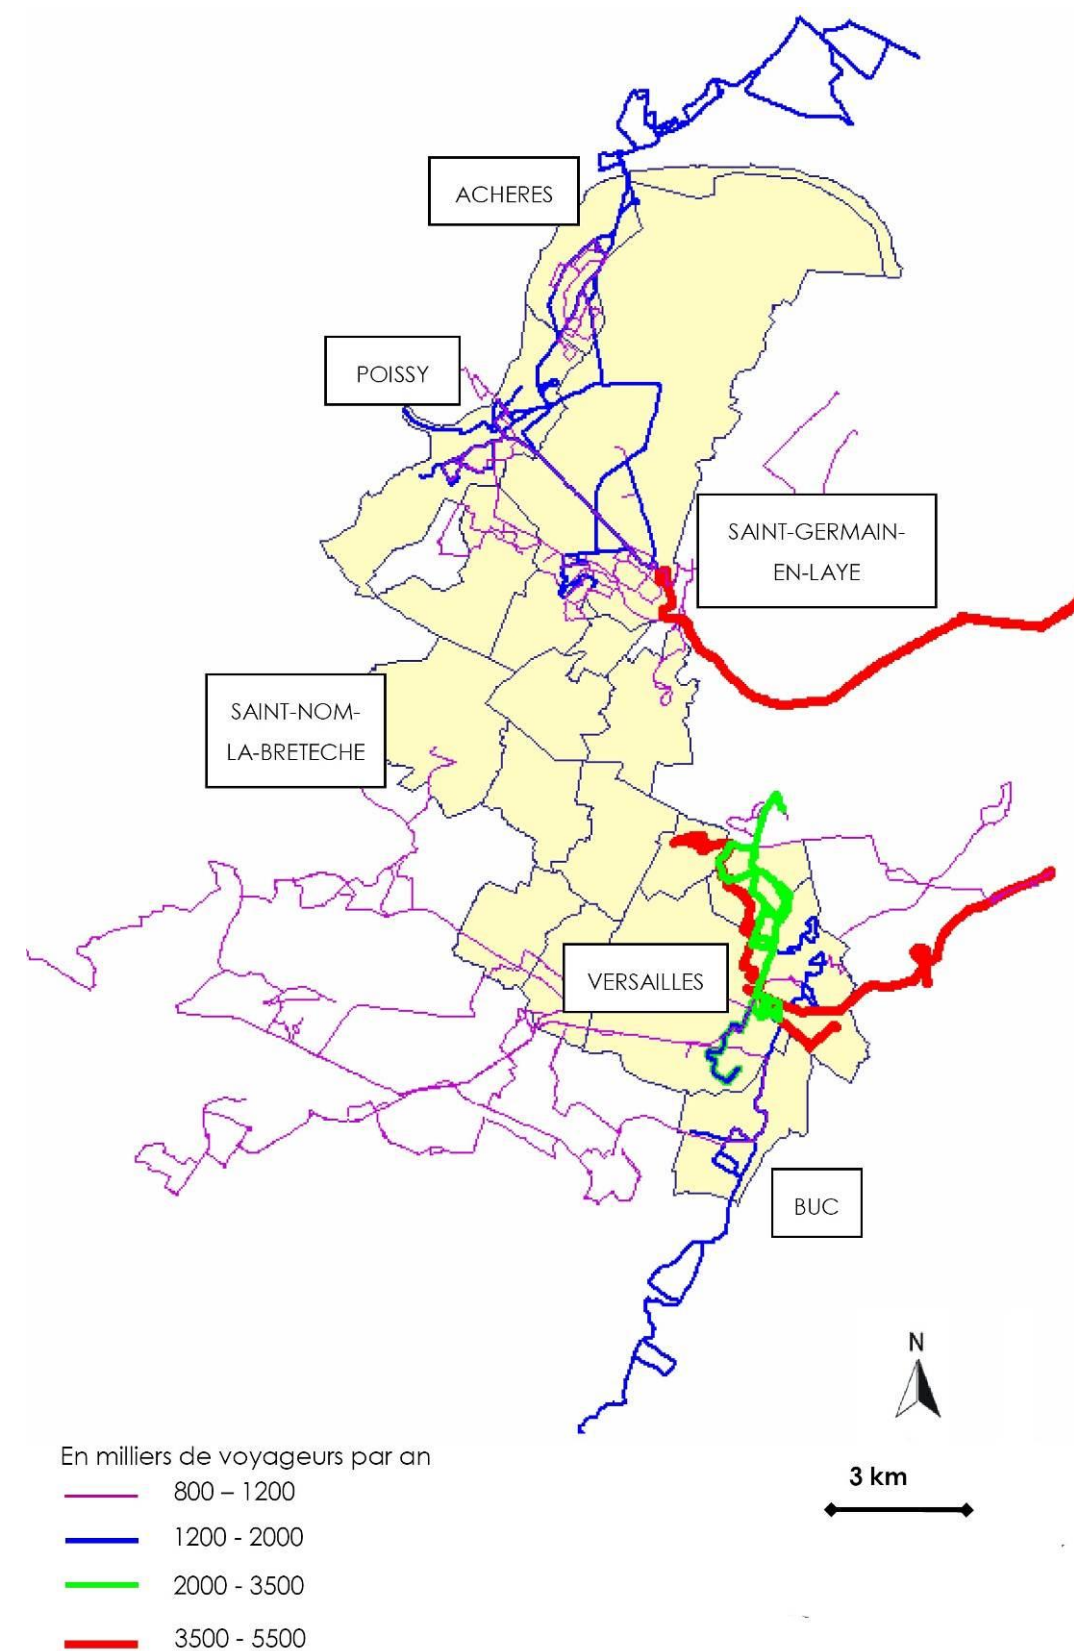 ACHERES
POISSY
SAINT-GERMAIN-
EN-LAYE
SAINT-NOM-
LA-BRETECHE
VERSAILLES
BUC
N
En milliers de voyageurs par an
3 km
800 – 1200
1200 - 2000
2000 - 3500
3500 - 5500